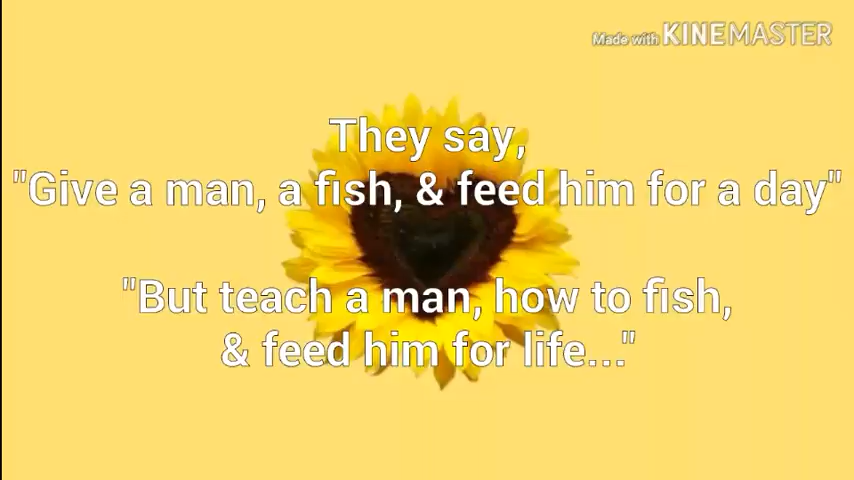 Made with KINEMASTER
They say,
"Give a man, a fish, & feed him for a day"
"But teach a man, how to fish,
& feed him for life..."